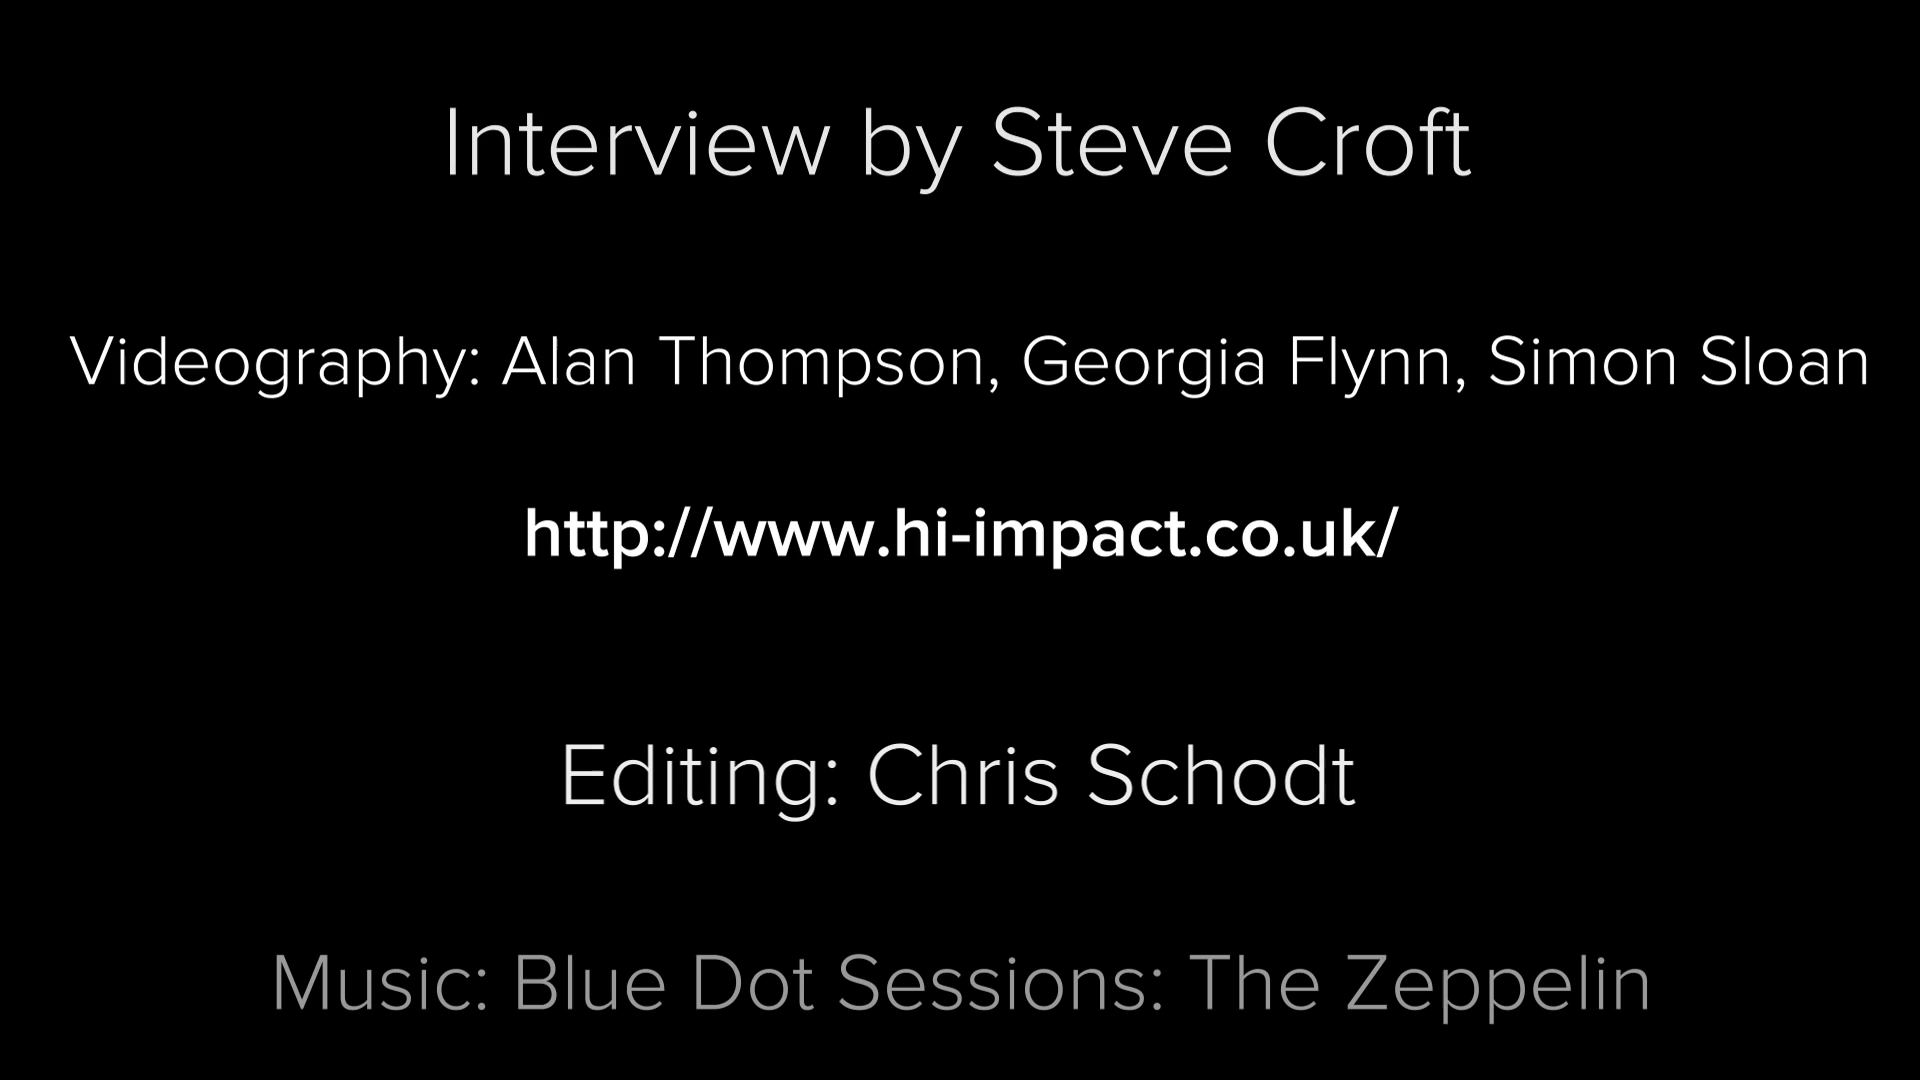 Interview by Steve Croft
Videography: Alan Thompson, Georgia Flynn, Simon Sloan
http://www.hi-impact.co.uk/
Editing: Chris Schodt
Music: Blue Dot Sessions: The Zeppelin